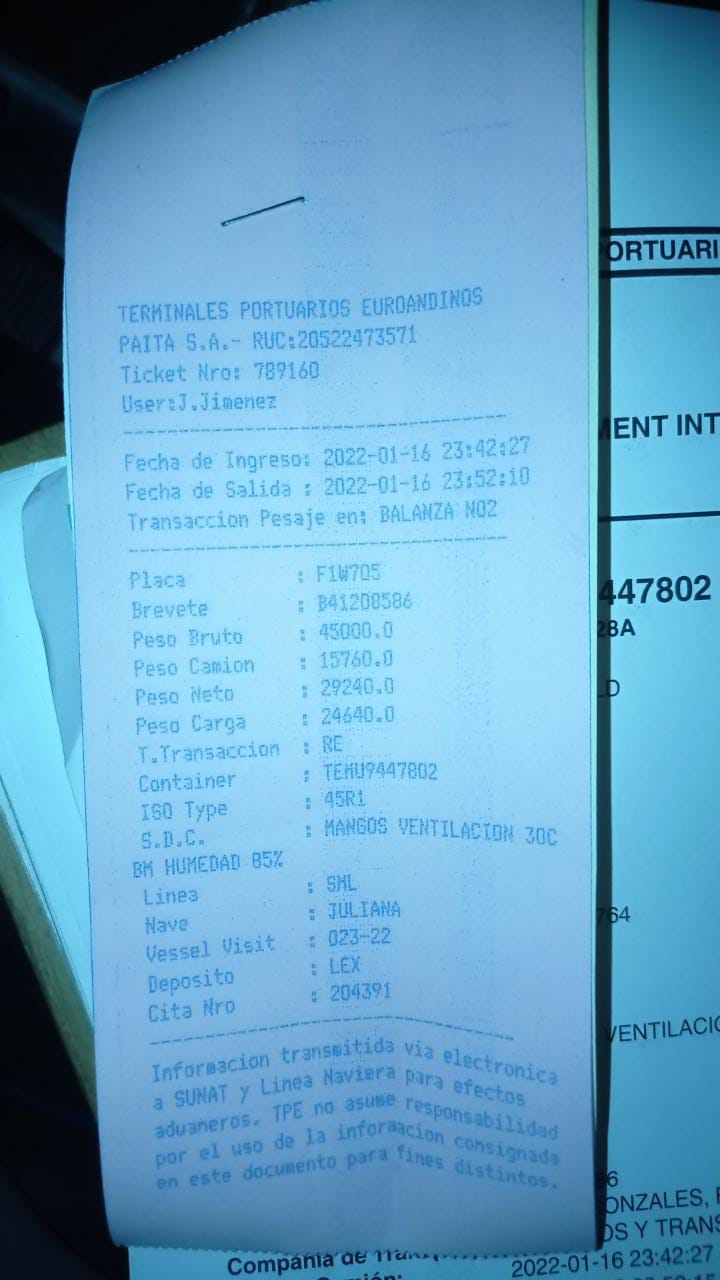 TERMINALES PORTUARIOS EUROANDINOS
PAITA S.A.- RUC:20522473571
Ticket Nro: 789160
User:J.Jimenez
Fecha de Ingreso: 2022-01-16 23:42:27
Fecha de Salida : 2022-01-16 23:52:10
Transaccion Pesaje en: BALANZA NO2
Placa : F1W705
Brevete : B41208586
Peso Bruto : 45000.0
Peso Camion : 15760.0
Peso Neto : 29240.0
Peso Carga : 24640.0
T.Transaccion : RE
Container : TEMU9447802
ISO Type : 45R1
S.D.C. : MANGOS VENTILACION 30C
BM HUMEDAD 85%
Linea : SML
Nave : JULIANA
Vessel Visit : 023-22
Deposito : LEX
Cita Nro : 204391
Informacion transmitida via electronica
a SUNAT y Linea Naviera para efectos
aduaneros. TPE no asume responsabilidad
por el uso de la informacion consignada
en este documento para fines distintos.
ORTUARI
MENT INT
447802
28A
LD
764
VENTILACIO
6
ONZALES,
OS Y TRANS
Compañía de
2022-01-16 23:42:27